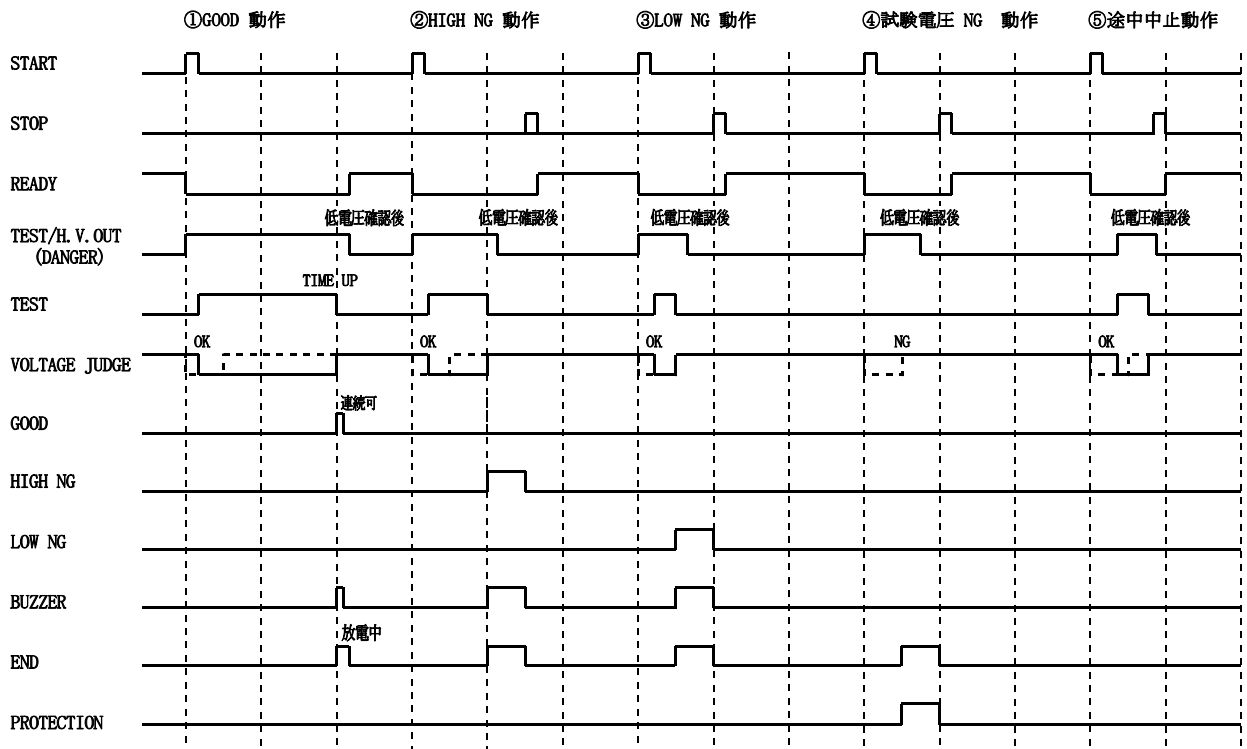 ①GOOD 動作 ②HIGH NG 動作 ③LOW NG 動作 ④試験電圧 NG 動作 ⑤途中中止動作
START
STOP
READY
低電圧確認後 低電圧確認後 低電圧確認後 低電圧確認後 低電圧確認後
TEST/H.V.OUT
(DANGER)
TIME UP
TEST
OK OK OK NG OK
VOLTAGE JUDGE
連続可
GOOD
HIGH NG
LOW NG
BUZZER
放電中
END
PROTECTION